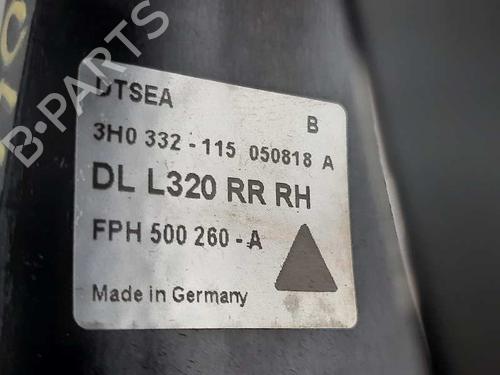 B-PARTS
DTSEA
B
3H0 332-115 050818 A
DL L320 RR RH
FPH 500 260-A
Made in Germany